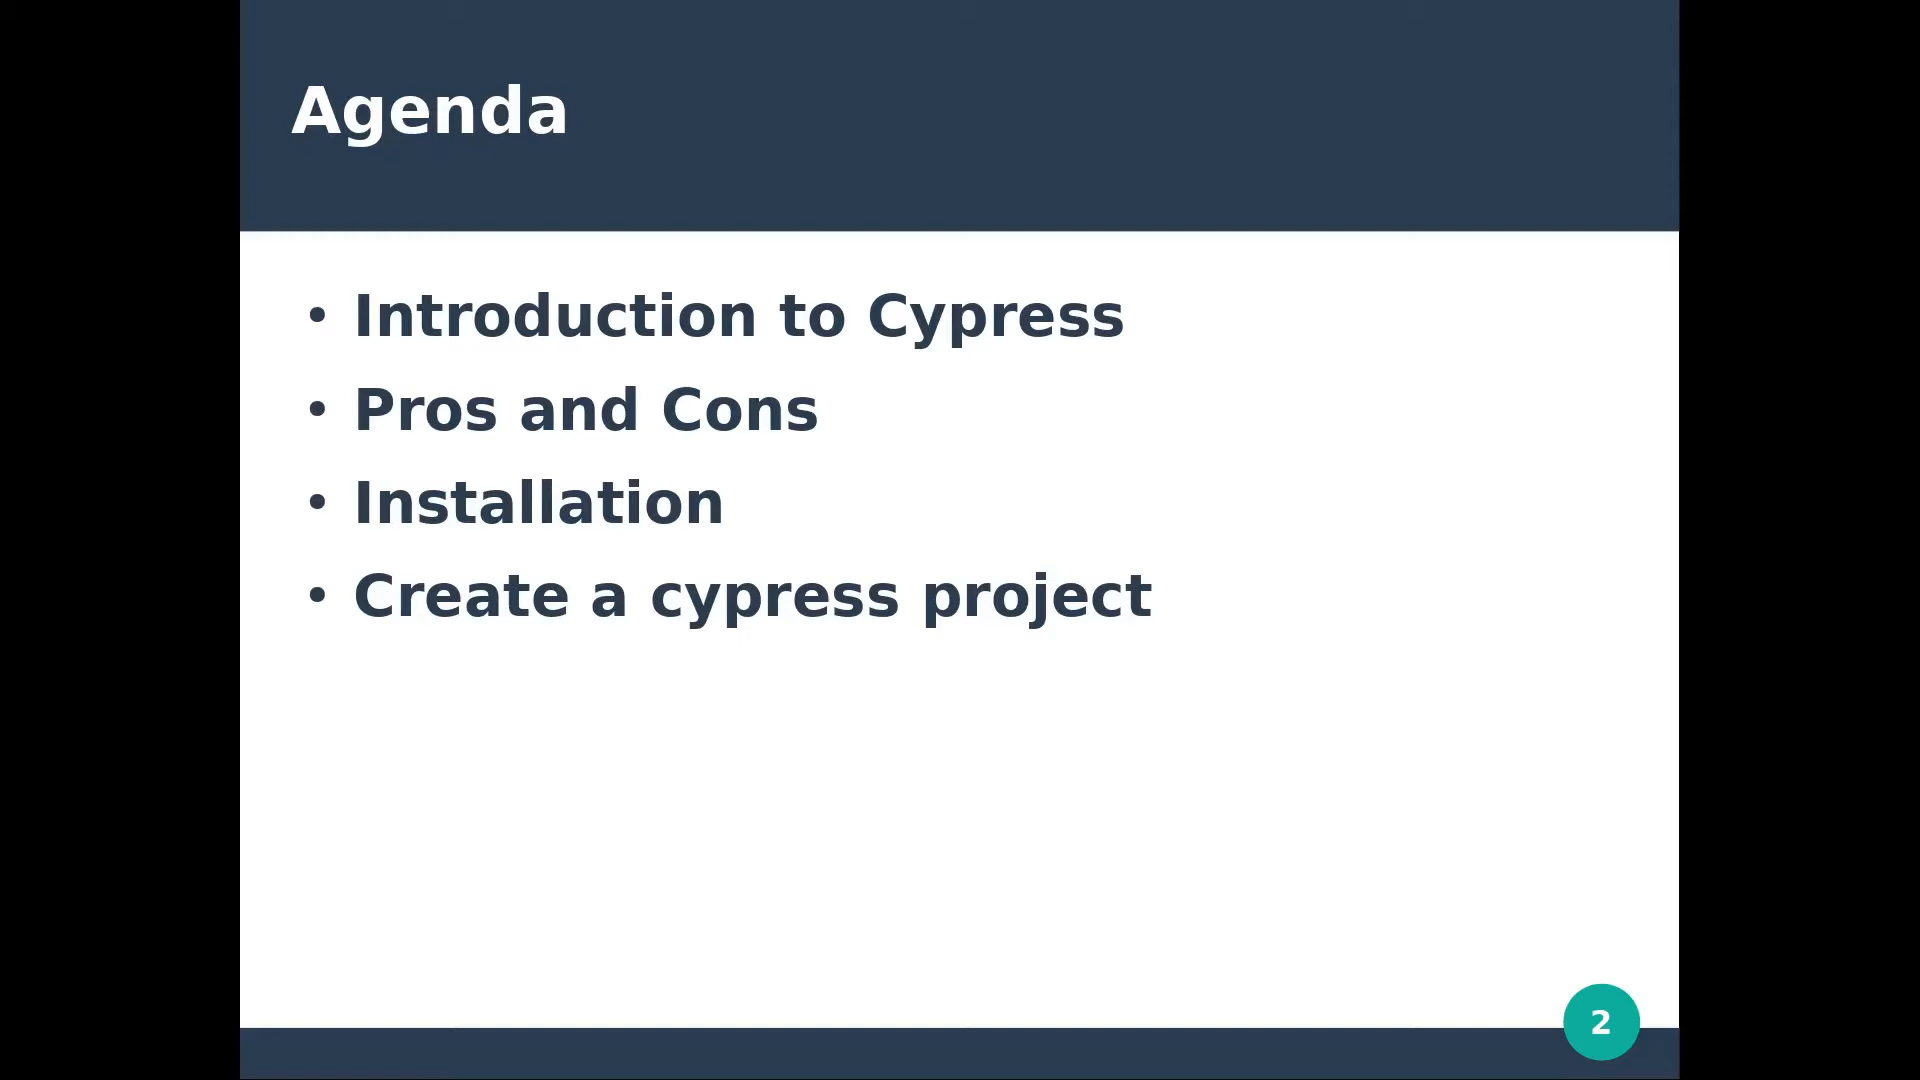 Agenda
• Introduction to Cypress
• Pros and Cons
• Installation
• Create a cypress project
2